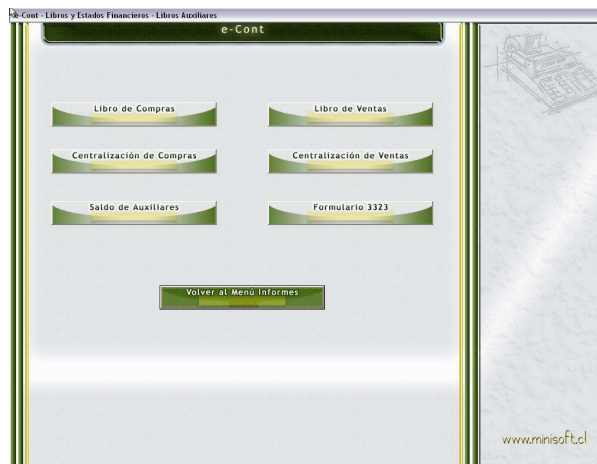 e-Cont - Libros y Estados Financieros - Libros Auxiliares
e-Cont
Libro de Compras
Libro de Ventas
Centralización de Compras
Centralización de Ventas
Saldo de Auxiliares
Formulario 3323
Volver al Menú Informes
www.minisoft.cl